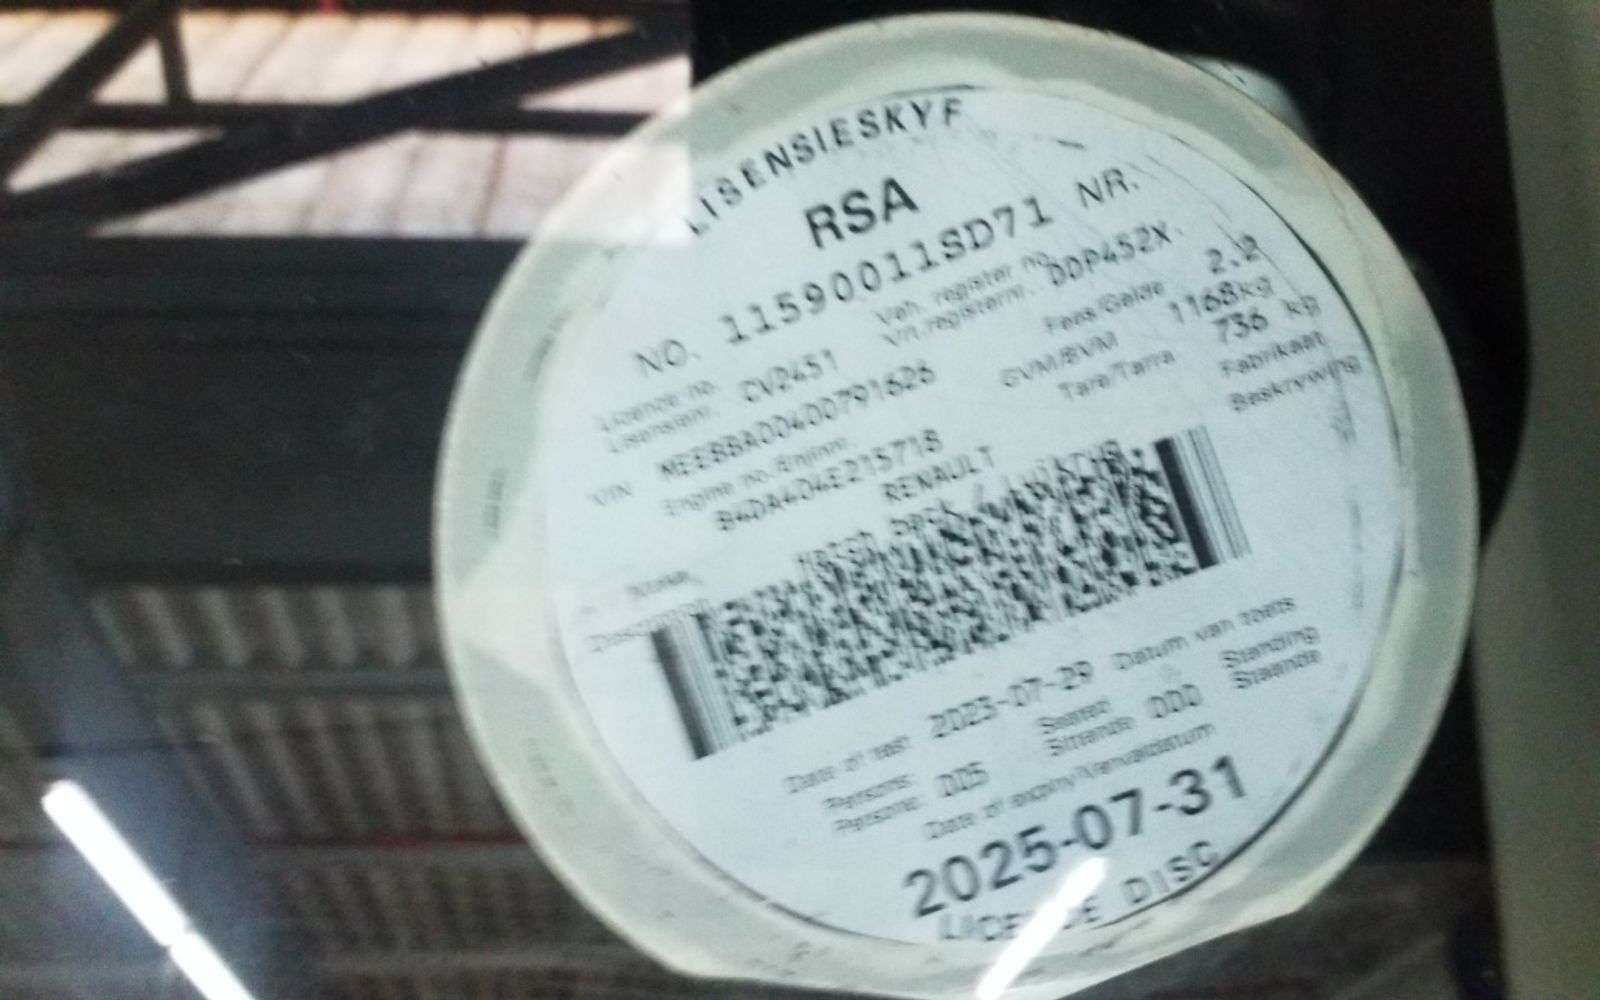 LISENSIESKYF
RSA
NO. 11590011SD71 NR.
Veh. register no. DDP452X
Licence no. CV2451 Vrt.registernr.
Lisensienr. Fees/Gelde 2.2
VIN GVM/BVM 1168kg
Engine no./Enjinnr. Tare/Tarra 736 kg
RENAULT Fabrikaat
Hatch back Beskrywing
Date of test 2023-07-29 Datum van toets
Persons: 005 Seated 000 Standing
Persone: Sittende Staande
Date of expiry/Vervaldatum
2025-07-31
LICENCE DISC